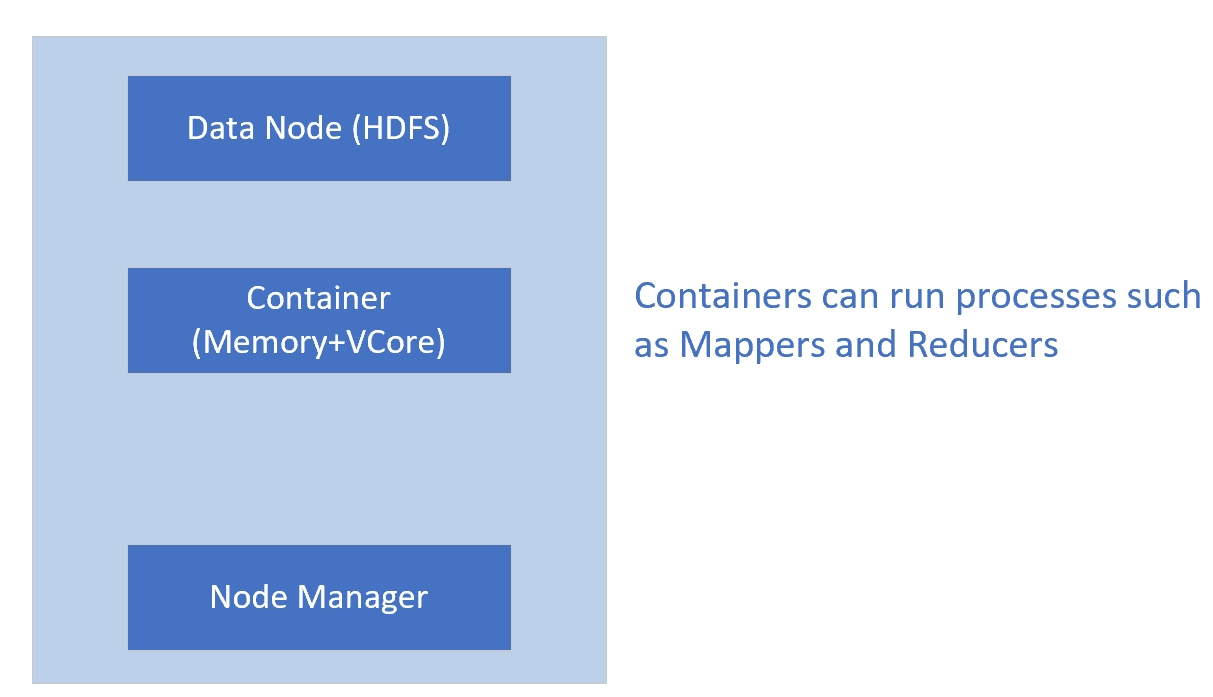 Data Node (HDFS)
Container
(Memory+VCore)
Containers can run processes such
as Mappers and Reducers
Node Manager